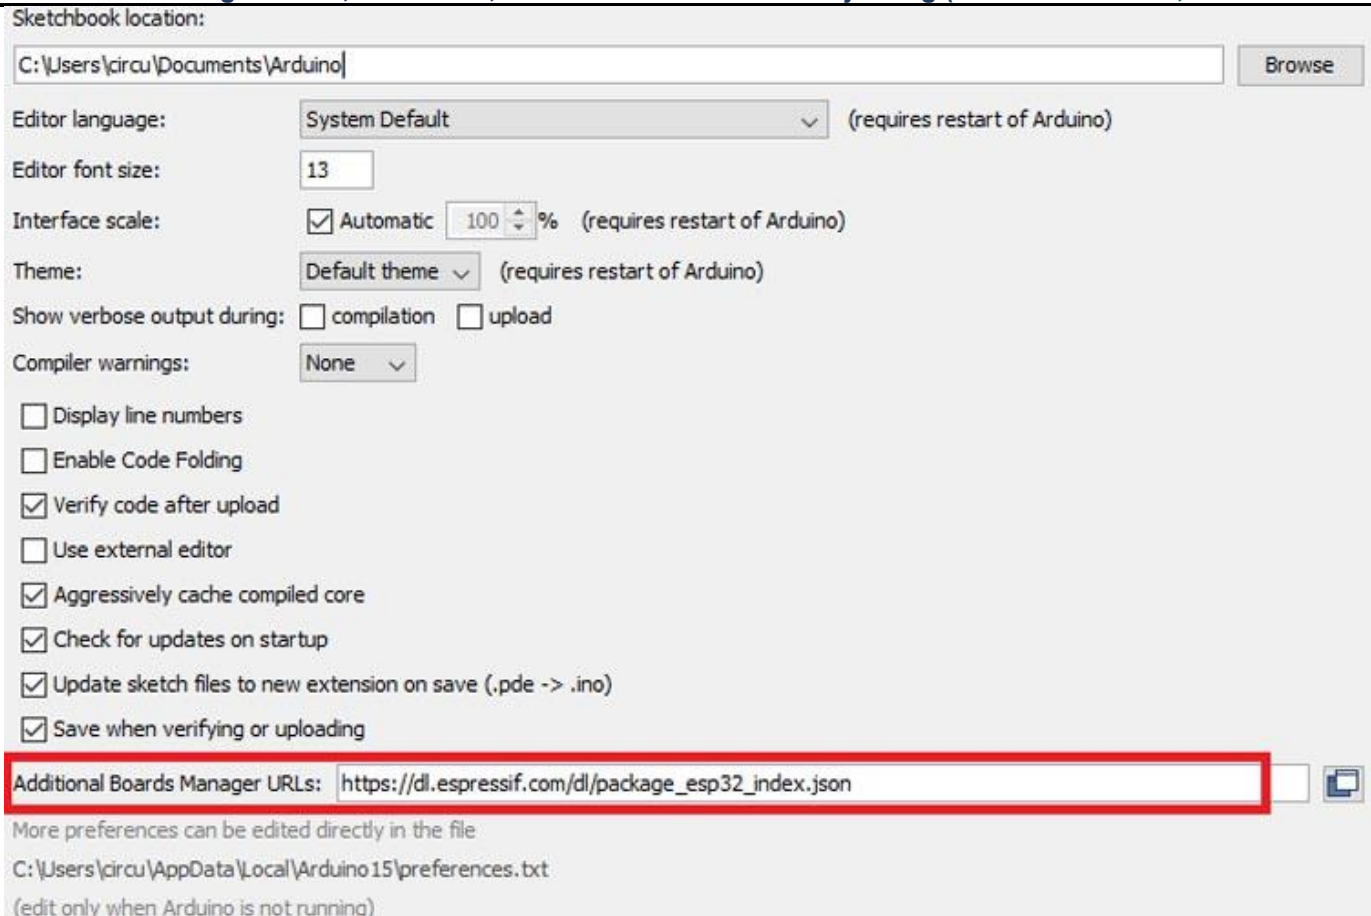 Sketchbook location:
C:\Users\circu\Documents\Arduino
Browse
Editor language: System Default (requires restart of Arduino)
Editor font size: 13
Interface scale: Automatic 100 % (requires restart of Arduino)
Theme: Default theme (requires restart of Arduino)
Show verbose output during: compilation upload
Compiler warnings: None
Display line numbers
Enable Code Folding
Verify code after upload
Use external editor
Aggressively cache compiled core
Check for updates on startup
Update sketch files to new extension on save (.pde -> .ino)
Save when verifying or uploading
Additional Boards Manager URLs: https://dl.espressif.com/dl/package_esp32_index.json
More preferences can be edited directly in the file
C:\Users\circu\AppData\Local\Arduino15\preferences.txt
(edit only when Arduino is not running)